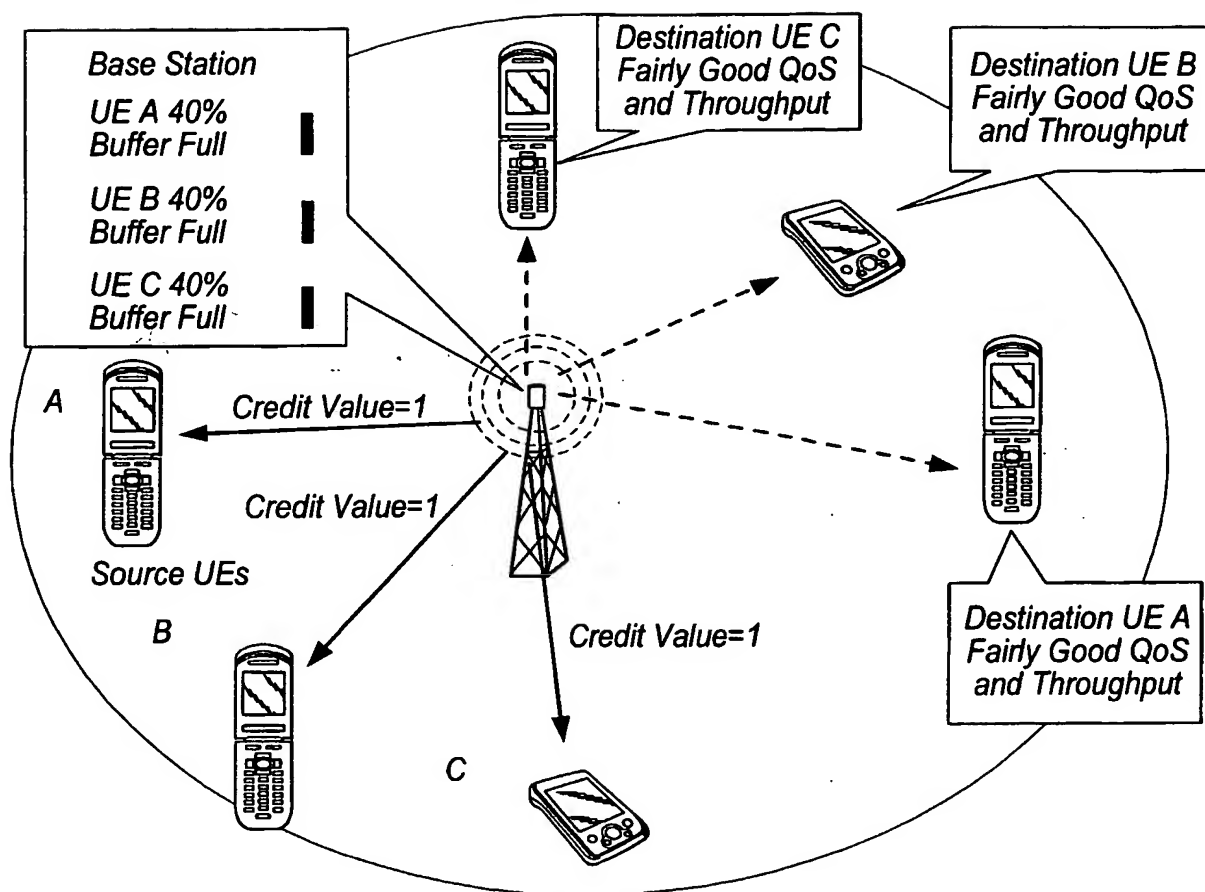 Base Station
UE A 40%
Buffer Full
UE B 40%
Buffer Full
UE C 40%
Buffer Full
Destination UE C
Fairly Good QoS
and Throughput
Destination UE B
Fairly Good QoS
and Throughput
A
Credit Value=1
Credit Value=1
Source UEs
B
Credit Value=1
Destination UE A
Fairly Good QoS
and Throughput
C